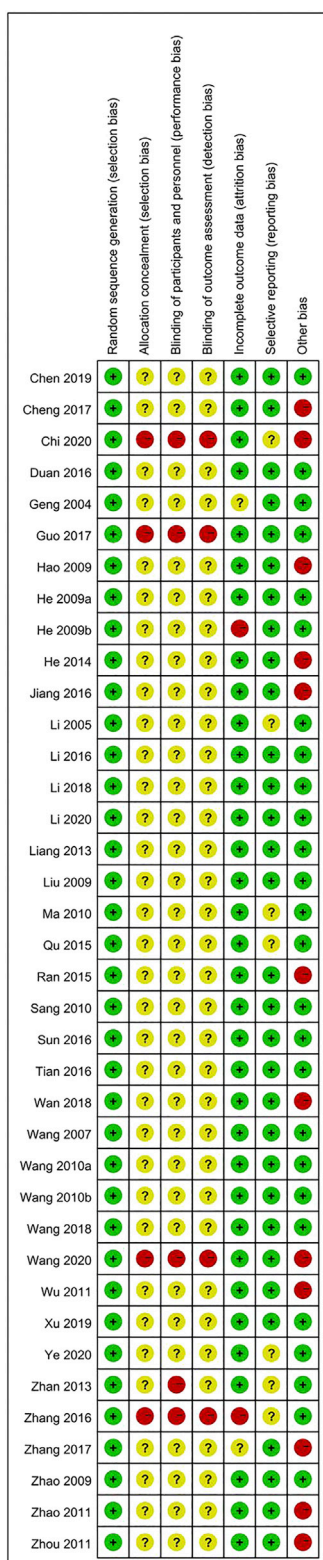 Random sequence generation (selection bias)
Allocation concealment (selection bias)
Blinding of participants and personnel (performance bias)
Blinding of outcome assessment (detection bias)
Incomplete outcome data (attrition bias)
Selective reporting (reporting bias)
Other bias
Chen 2019 + ? ? ? + + +
Cheng 2017 + ? ? ? + + -
Chi 2020 + - - - + ? -
Duan 2016 + ? ? ? + + +
Geng 2004 + ? ? ? ? + +
Guo 2017 + - - - + + +
Hao 2009 + ? ? ? + + -
He 2009a + ? ? ? + + +
He 2009b + ? ? ? - + +
He 2014 + ? ? ? + + -
Jiang 2016 + ? ? ? + + -
Li 2005 + ? ? ? + ? +
Li 2016 + ? ? ? + + +
Li 2018 + ? ? ? + + +
Li 2020 + ? ? ? + + +
Liang 2013 + ? ? ? + + +
Liu 2009 + ? ? ? + + +
Ma 2010 + ? ? ? + ? +
Qu 2015 + ? ? ? + ? +
Ran 2015 + ? ? ? + + -
Sang 2010 + ? ? ? + + +
Sun 2016 + ? ? ? + + +
Tian 2016 + ? ? ? + + +
Wan 2018 + ? ? ? + + -
Wang 2007 + ? ? ? + + +
Wang 2010a + ? ? ? + + +
Wang 2010b + ? ? ? + + +
Wang 2018 + ? ? ? + + +
Wang 2020 + - - - + + -
Wu 2011 + ? ? ? + + -
Xu 2019 + ? ? ? + + +
Ye 2020 + ? ? ? + ? +
Zhan 2013 + ? - ? + ? +
Zhang 2016 + - - - - ? +
Zhang 2017 + ? ? ? ? + -
Zhao 2009 + ? ? ? + + +
Zhao 2011 + ? ? ? + + -
Zhou 2011 + ? ? ? + + -